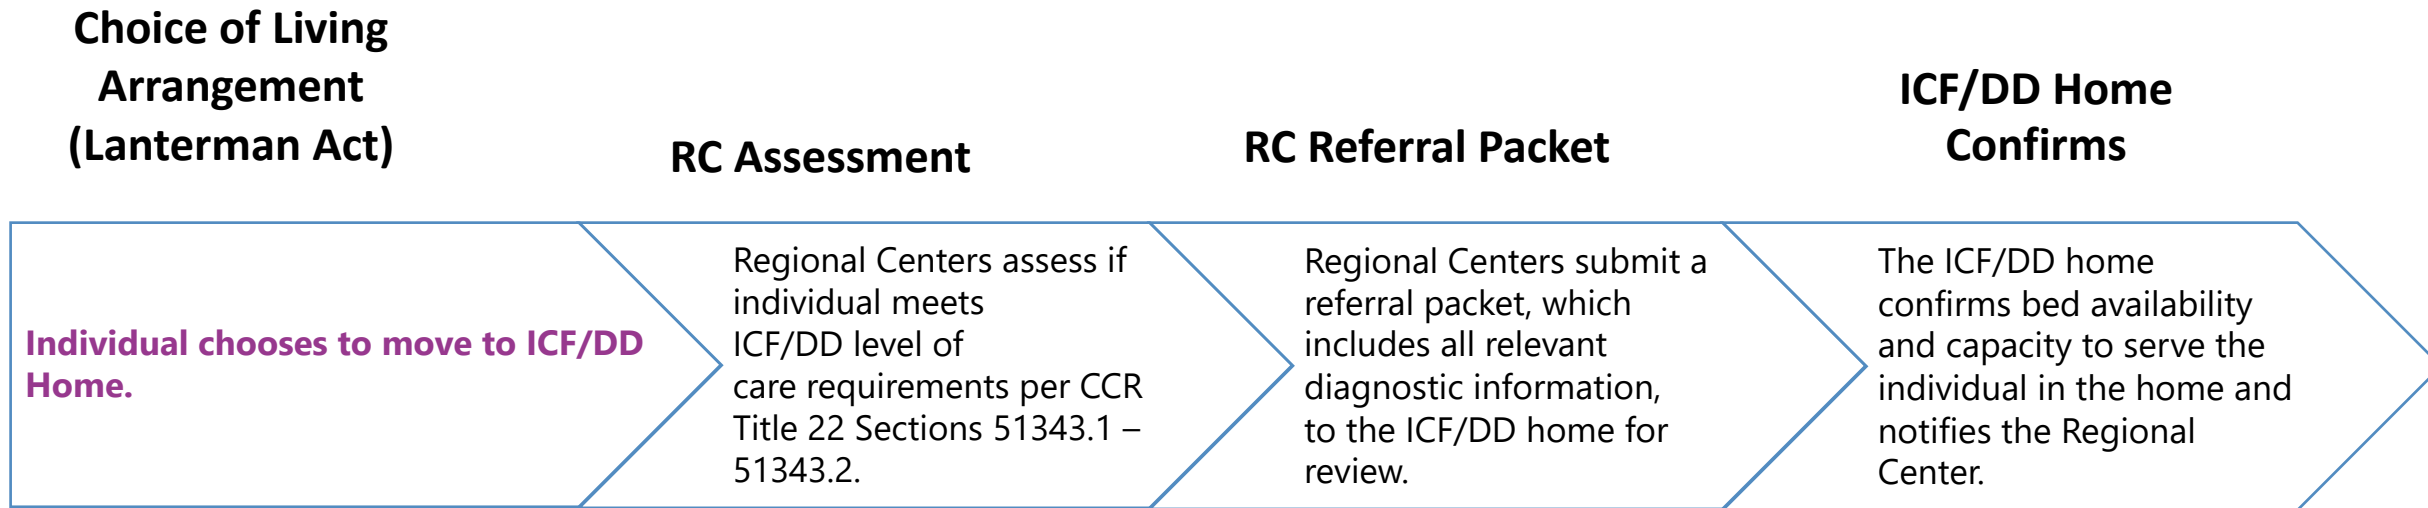 Choice of Living
Arrangement
(Lanterman Act)
RC Assessment
RC Referral Packet
ICF/DD Home
Confirms
Individual chooses to move to ICF/DD
Home.
Regional Centers assess if
individual meets
ICF/DD level of
care requirements per CCR
Title 22 Sections 51343.1 –
51343.2.
Regional Centers submit a
referral packet, which
includes all relevant
diagnostic information,
to the ICF/DD home for
review.
The ICF/DD home
confirms bed availability
and capacity to serve the
individual in the home and
notifies the Regional
Center.